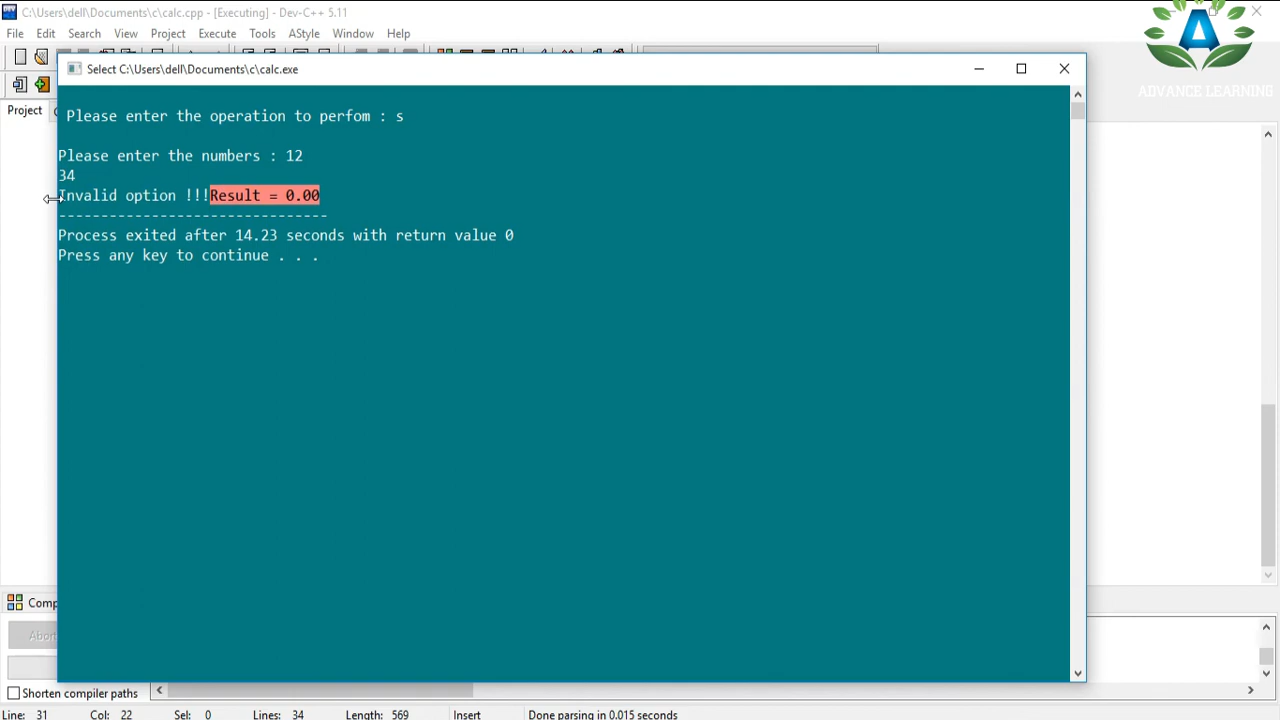 C:\Users\dell\Documents\c\calc.cpp - [Executing] - Dev-C++ 5.11
File Edit Search View Project Execute Tools AStyle Window Help
A
ADVANCE LEARNING
Select C:\Users\dell\Documents\c\calc.exe
Project
Please enter the operation to perfom : s
Please enter the numbers : 12
34
Invalid option !!!Result = 0.00
--------------------------------
Process exited after 14.23 seconds with return value 0
Press any key to continue . . .
Comp
Abort
Shorten compiler paths
Line: 31 Col: 22 Sel: 0 Lines: 34 Length: 569 Insert Done parsing in 0.015 seconds